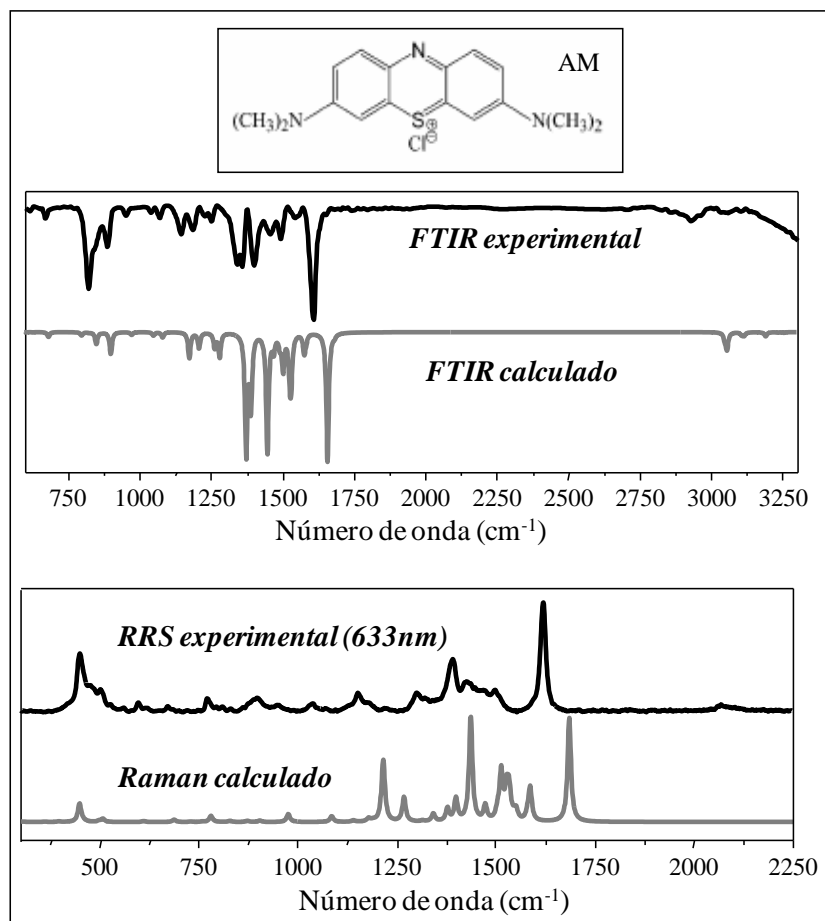 AM
N
(CH3)2N
S⊕
N(CH3)2
Cl⊖
FTIR experimental
FTIR calculado
750 1000 1250 1500 1750 2000 2250 2500 2750 3000 3250
Número de onda (cm-1)
RRS experimental (633nm)
Raman calculado
500 750 1000 1250 1500 1750 2000 2250
Número de onda (cm-1)